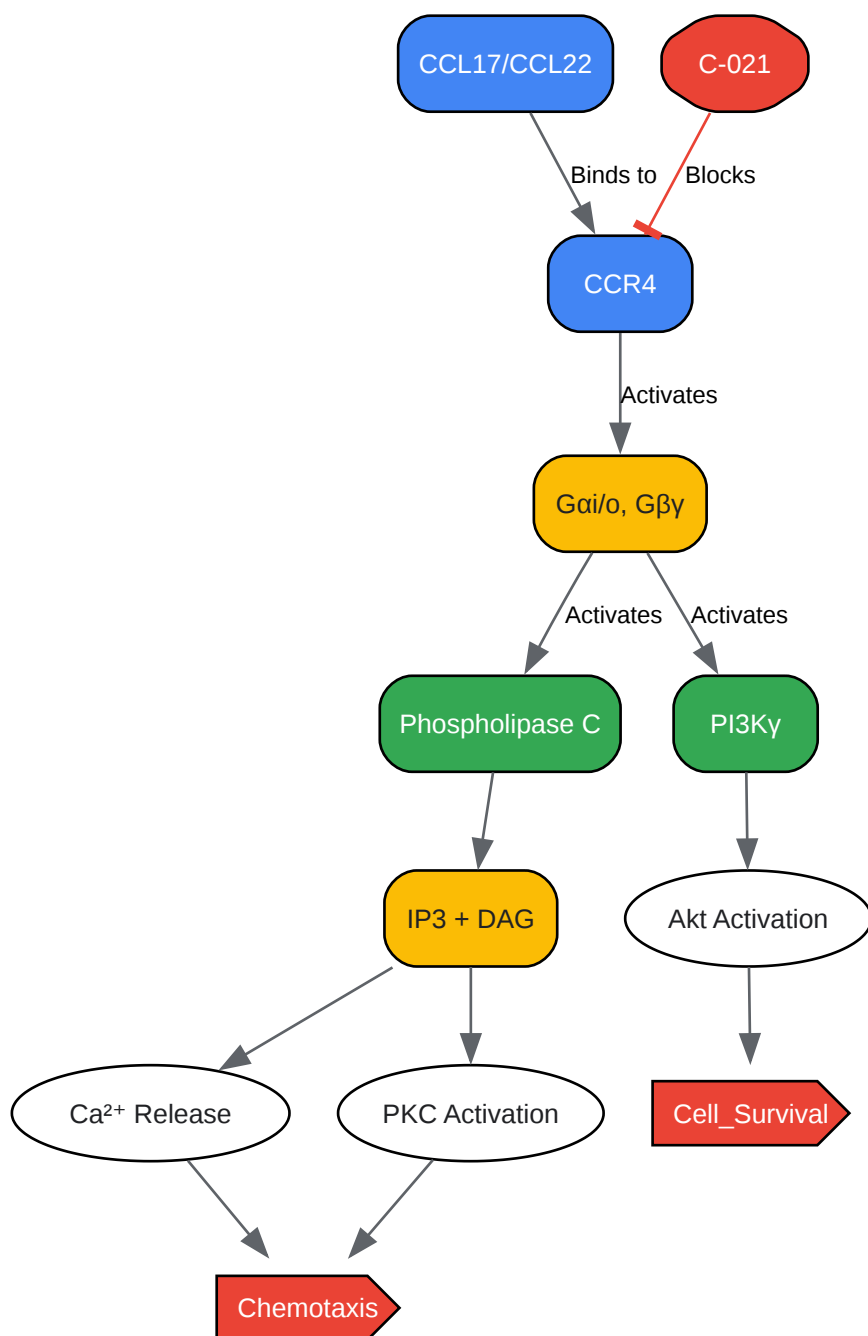 CCL17/CCL22
C-021
Binds to
Blocks
CCR4
Activates
Gαi/o, Gβγ
Activates
Activates
Phospholipase C
PI3Kγ
IP3 + DAG
Akt Activation
Ca²⁺ Release
PKC Activation
Cell_Survival
Chemotaxis